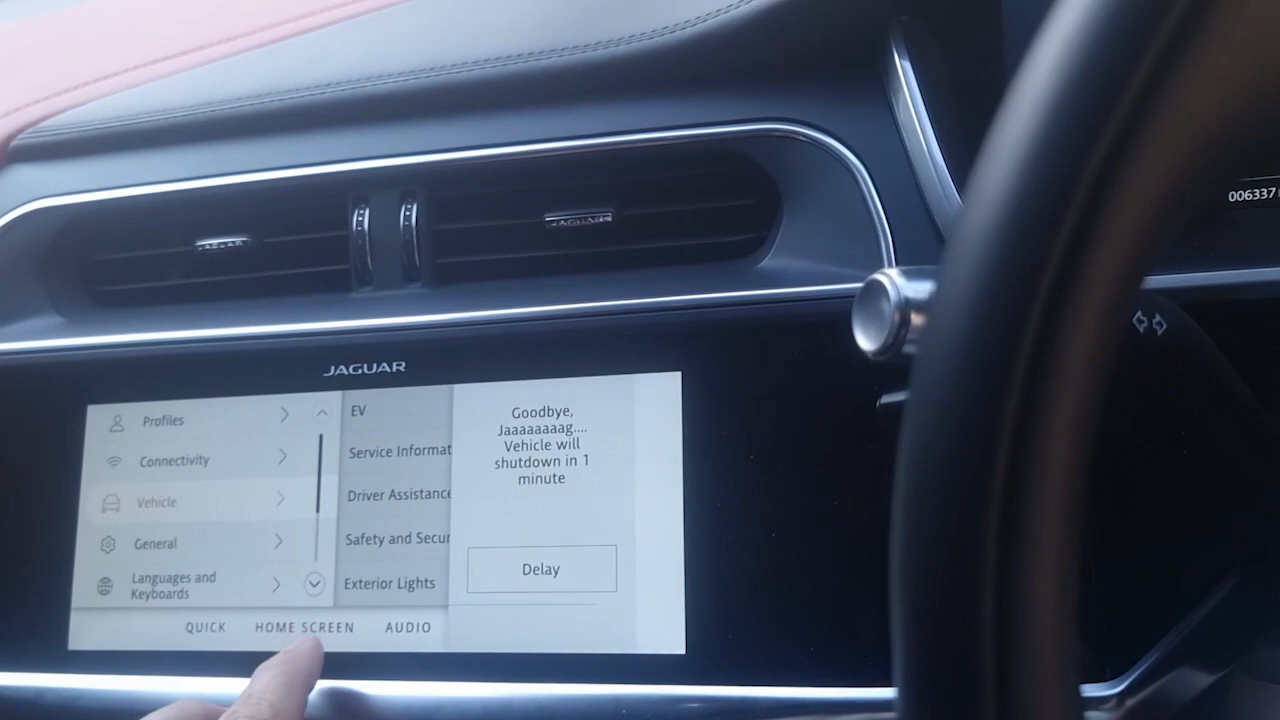 JAGUAR
JAGUAR
006337
JAGUAR
Profiles
Connectivity
Vehicle
General
Languages and
Keyboards
EV
Service Informat
Driver Assistance
Safety and Secur
Exterior Lights
Goodbye,
Jaaaaaaaag....
Vehicle will
shutdown in 1
minute
Delay
QUICK
HOME SCREEN
AUDIO